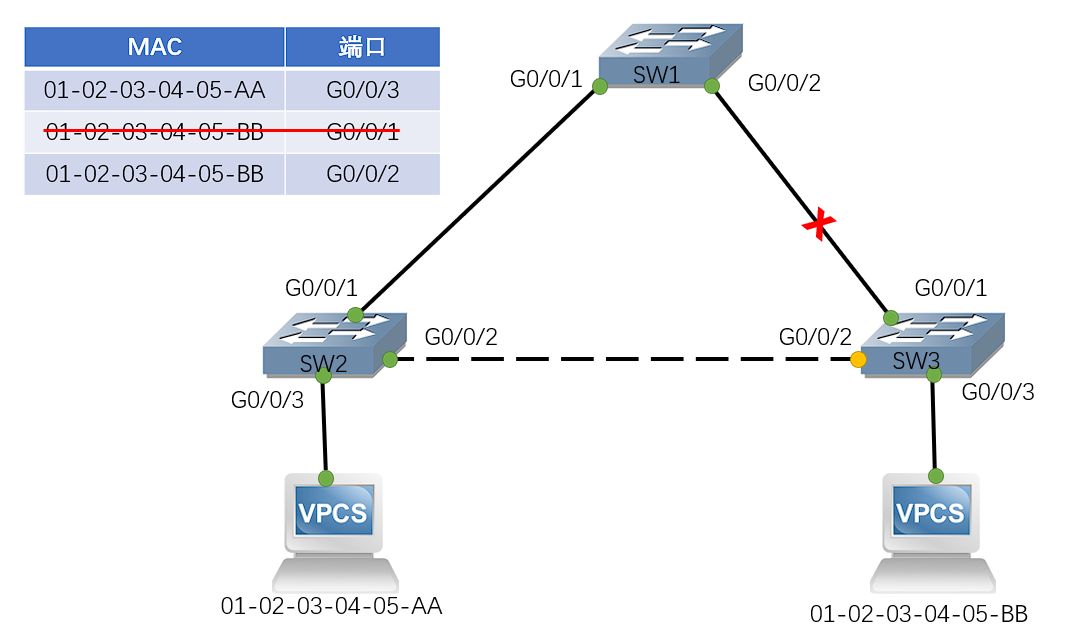 MAC 端口
01-02-03-04-05-AA G0/0/3
01-02-03-04-05-BB G0/0/1
01-02-03-04-05-BB G0/0/2
SW1
G0/0/1
G0/0/2
G0/0/1
G0/0/1
G0/0/2
G0/0/2
SW2
SW3
G0/0/3
G0/0/3
VPCS
VPCS
01-02-03-04-05-AA
01-02-03-04-05-BB